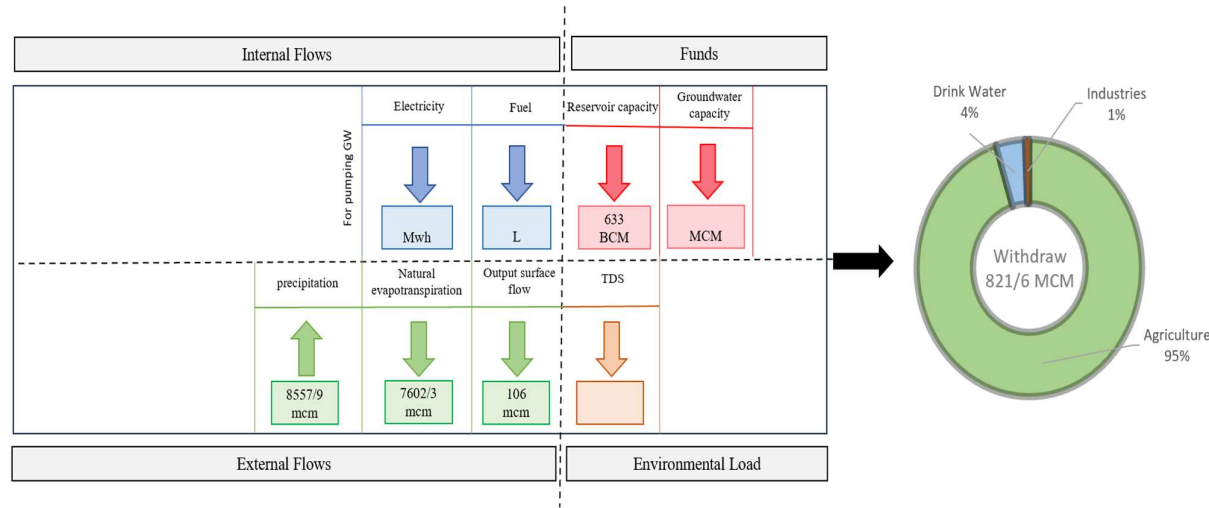 Internal Flows
Funds
For pumping GW
Electricity
Fuel
Reservoir capacity
Groundwater
capacity
Mwh
L
633
BCM
MCM
precipitation
Natural
evapotranspiration
Output surface
flow
TDS
8557/9
mcm
7602/3
mcm
106
mcm
External Flows
Environmental Load
Drink Water
4%
Industries
1%
Withdraw
821/6 MCM
Agriculture
95%